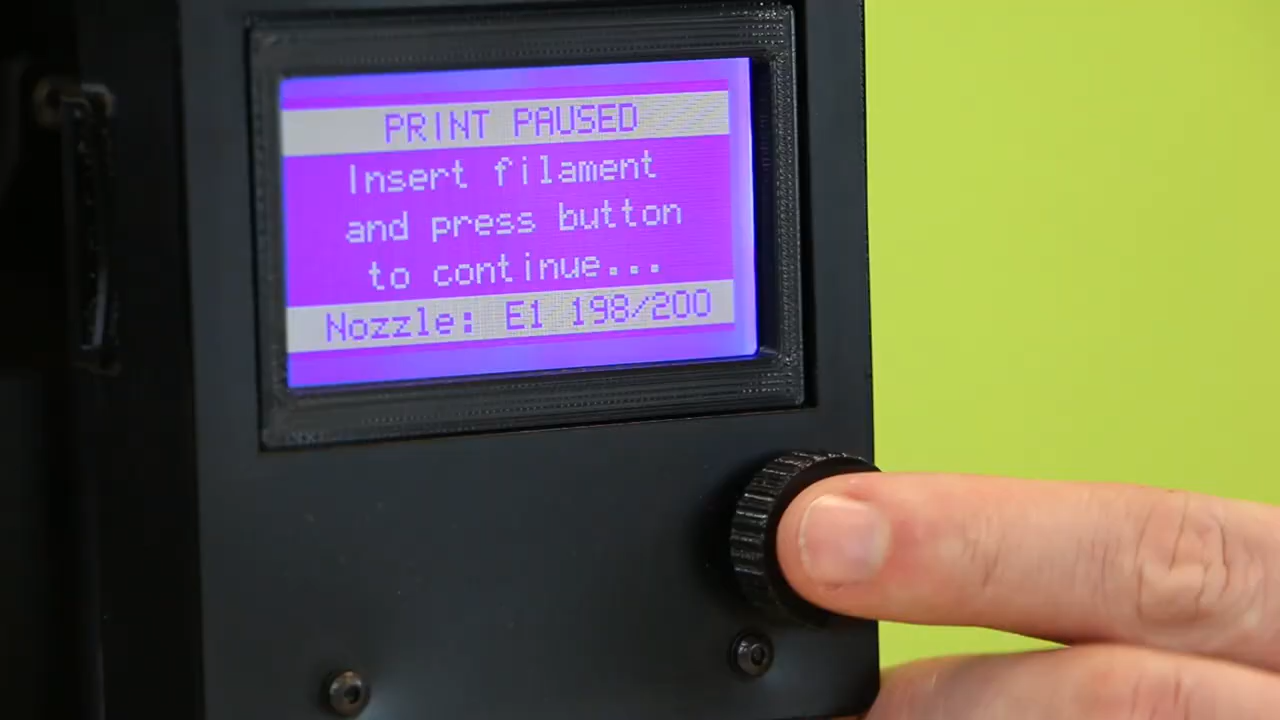 PRINT PAUSED
Insert filament
and press button
to continue...
Nozzle: E1 198/200